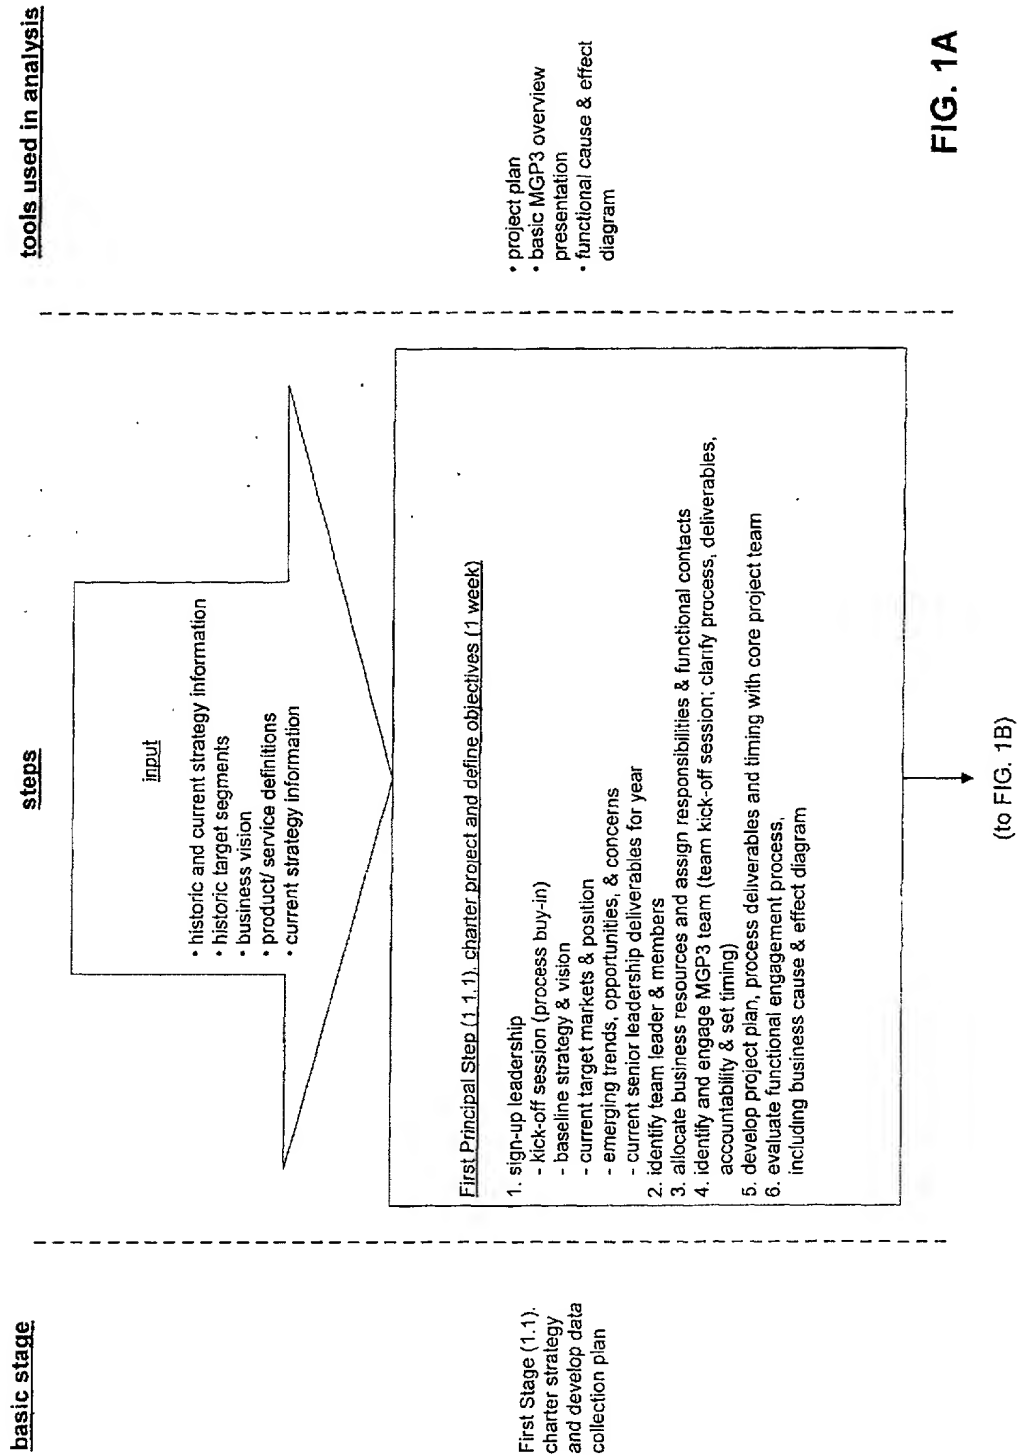 basic stage
steps
tools used in analysis
input
• historic and current strategy information
• historic target segments
• business vision
• product/ service definitions
• current strategy information
First Stage (1.1).
charter strategy
and develop data
collection plan
First Principal Step (1.1.1). charter project and define objectives (1 week)
1. sign-up leadership
- kick-off session (process buy-in)
- baseline strategy & vision
- current target markets & position
- emerging trends, opportunities, & concerns
- current senior leadership deliverables for year
2. identify team leader & members
3. allocate business resources and assign responsibilities & functional contacts
4. identify and engage MGP3 team (team kick-off session; clarify process, deliverables,
accountability & set timing)
5. develop project plan, process deliverables and timing with core project team
6. evaluate functional engagement process,
including business cause & effect diagram
• project plan
• basic MGP3 overview
presentation
• functional cause & effect
diagram
(to FIG. 1B)
FIG. 1A